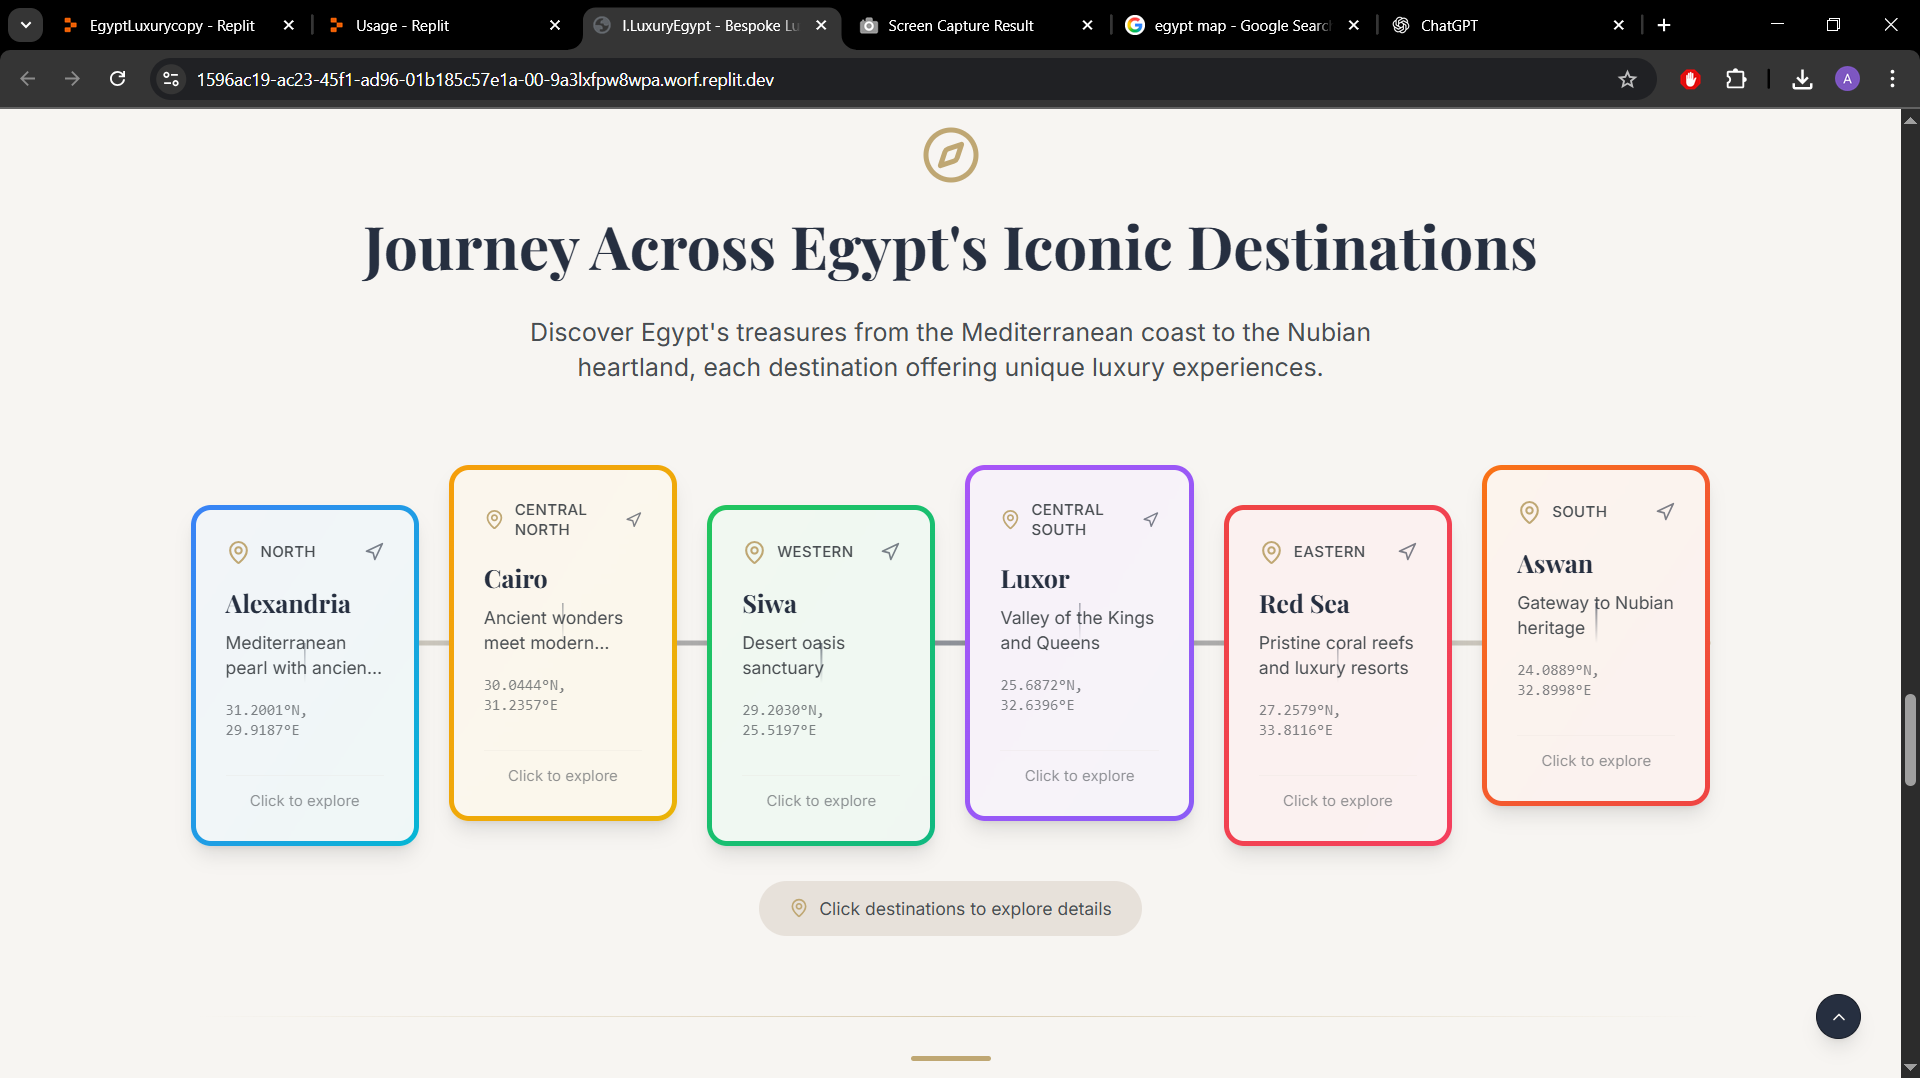 EgyptLuxurycopy - Replit
Usage - Replit
I.LuxuryEgypt - Bespoke Lu
Screen Capture Result
egypt map - Google Searc
ChatGPT
1596ac19-ac23-45f1-ad96-01b185c57e1a-00-9a3lxfpw8wpa.worf.replit.dev
A
Journey Across Egypt's Iconic Destinations
Discover Egypt's treasures from the Mediterranean coast to the Nubian
heartland, each destination offering unique luxury experiences.
NORTH
Alexandria
Mediterranean
pearl with ancien...
31.2001°N,
29.9187°E
Click to explore
CENTRAL
NORTH
Cairo
Ancient wonders
meet modern...
30.0444°N,
31.2357°E
Click to explore
WESTERN
Siwa
Desert oasis
sanctuary
29.2030°N,
25.5197°E
Click to explore
CENTRAL
SOUTH
Luxor
Valley of the Kings
and Queens
25.6872°N,
32.6396°E
Click to explore
EASTERN
Red Sea
Pristine coral reefs
and luxury resorts
27.2579°N,
33.8116°E
Click to explore
SOUTH
Aswan
Gateway to Nubian
heritage
24.0889°N,
32.8998°E
Click to explore
Click destinations to explore details